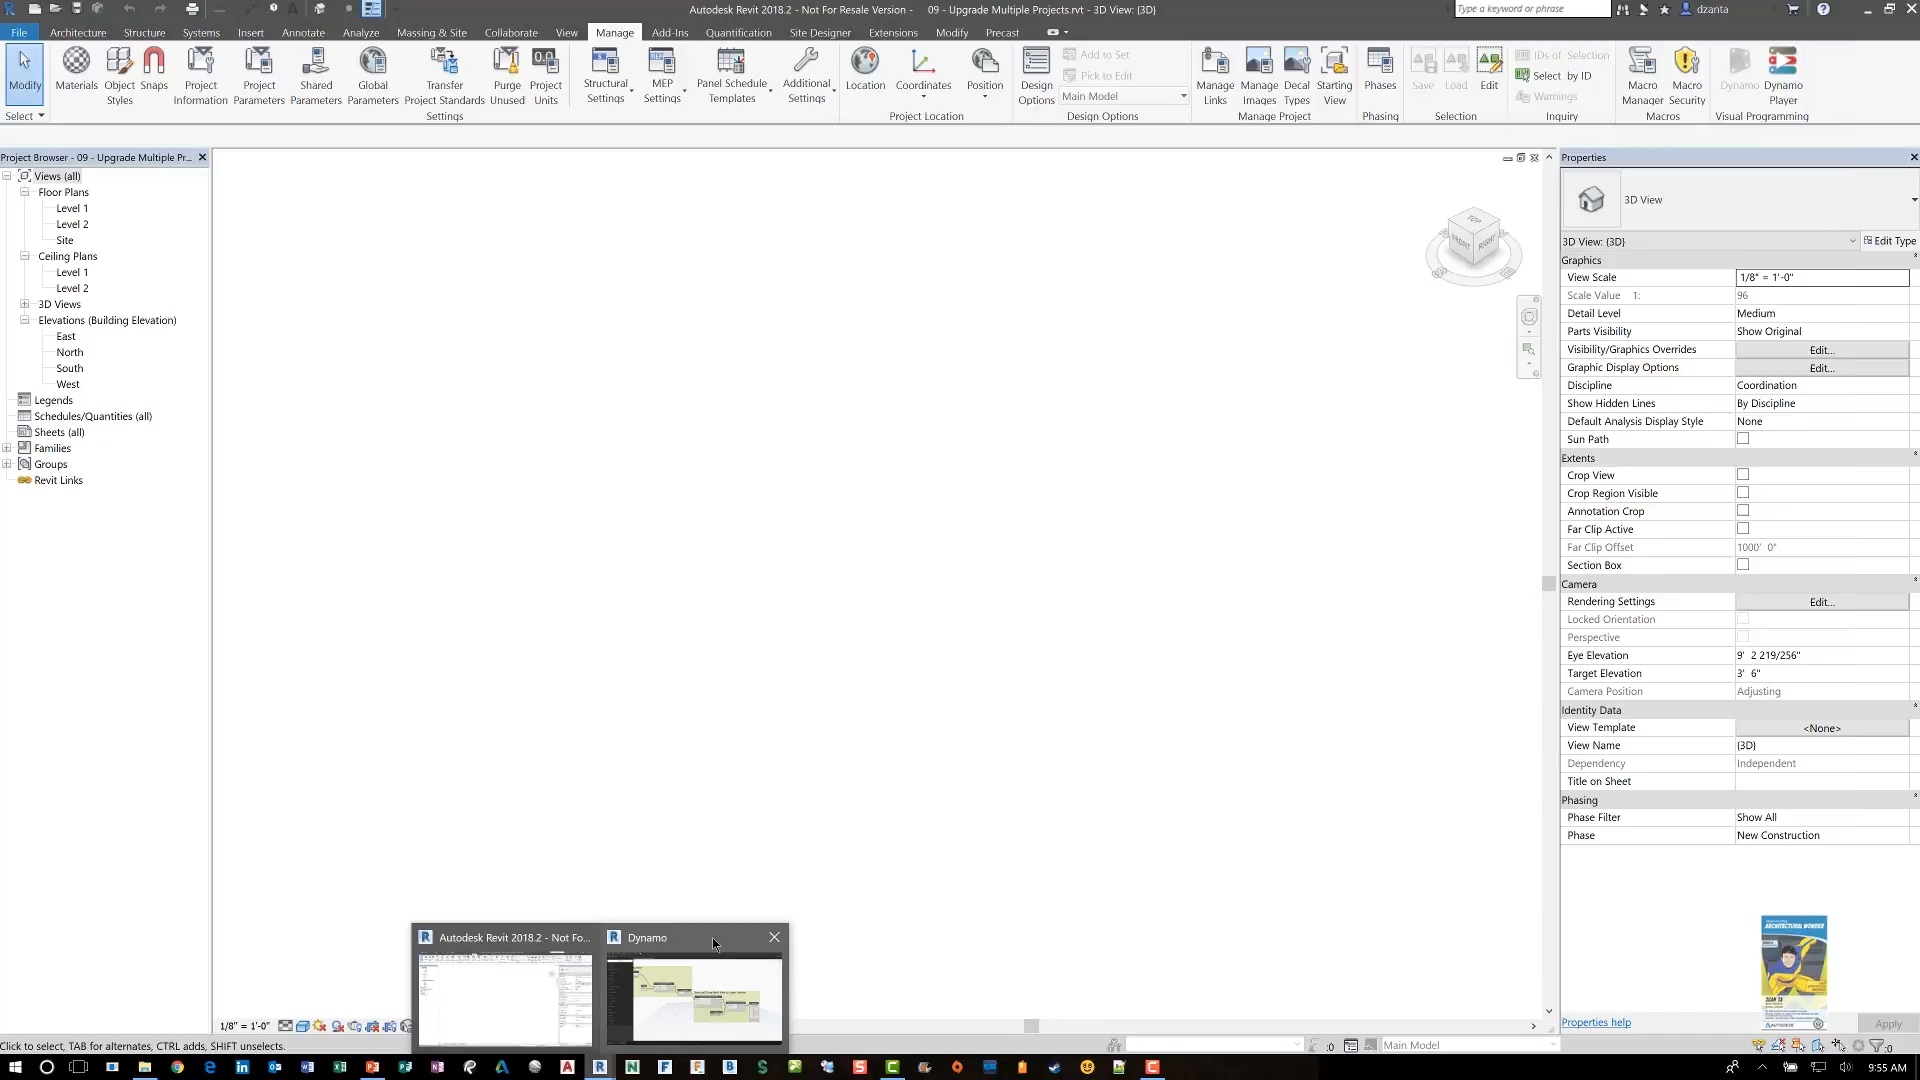 Autodesk Revit 2018.2 - Not For Resale Version - 09 - Upgrade Multiple Projects.rvt - 3D View: {3D}
Type a keyword or phrase
dzanta
File Architecture Structure Systems Insert Annotate Analyze Massing & Site Collaborate View Manage Add-Ins Quantification Site Designer Extensions Modify Precast
Modify
Materials
Object Styles
Snaps
Project Information
Project Parameters
Shared Parameters
Global Parameters
Transfer Project Standards
Purge Unused
Project Units
Structural Settings
MEP Settings
Panel Schedule Templates
Additional Settings
Location
Coordinates
Position
Design Options
Add to Set
Pick to Edit
Main Model
Manage Links
Manage Images
Decal Types
Starting View
Phases
Save
Load
Edit
IDs of Selection
Select by ID
Warnings
Macro Manager
Macro Security
Dynamo
Dynamo Player
Select
Settings
Project Location
Design Options
Manage Project
Phasing
Selection
Inquiry
Macros
Visual Programming
Project Browser - 09 - Upgrade Multiple Pr...
Views (all)
Floor Plans
Level 1
Level 2
Site
Ceiling Plans
Level 1
Level 2
3D Views
Elevations (Building Elevation)
East
North
South
West
Legends
Schedules/Quantities (all)
Sheets (all)
Families
Groups
Revit Links
TOP
FRONT
RIGHT
Properties
3D View
3D View: {3D}
Edit Type
Graphics
View Scale 1/8" = 1'-0"
Scale Value 1: 96
Detail Level Medium
Parts Visibility Show Original
Visibility/Graphics Overrides Edit...
Graphic Display Options Edit...
Discipline Coordination
Show Hidden Lines By Discipline
Default Analysis Display Style None
Sun Path
Extents
Crop View
Crop Region Visible
Annotation Crop
Far Clip Active
Far Clip Offset 1000' 0"
Section Box
Camera
Rendering Settings Edit...
Locked Orientation
Perspective
Eye Elevation 9' 2 219/256"
Target Elevation 3' 6"
Camera Position Adjusting
Identity Data
View Template <None>
View Name {3D}
Dependency Independent
Title on Sheet
Phasing
Phase Filter Show All
Phase New Construction
ARCHITECTURAL WONDER
AUTODESK
Properties help
Apply
Autodesk Revit 2018.2 - Not Fo...
Dynamo
1/8" = 1'-0"
Click to select, TAB for alternates, CTRL adds, SHIFT unselects.
:0
Main Model
:0
9:55 AM